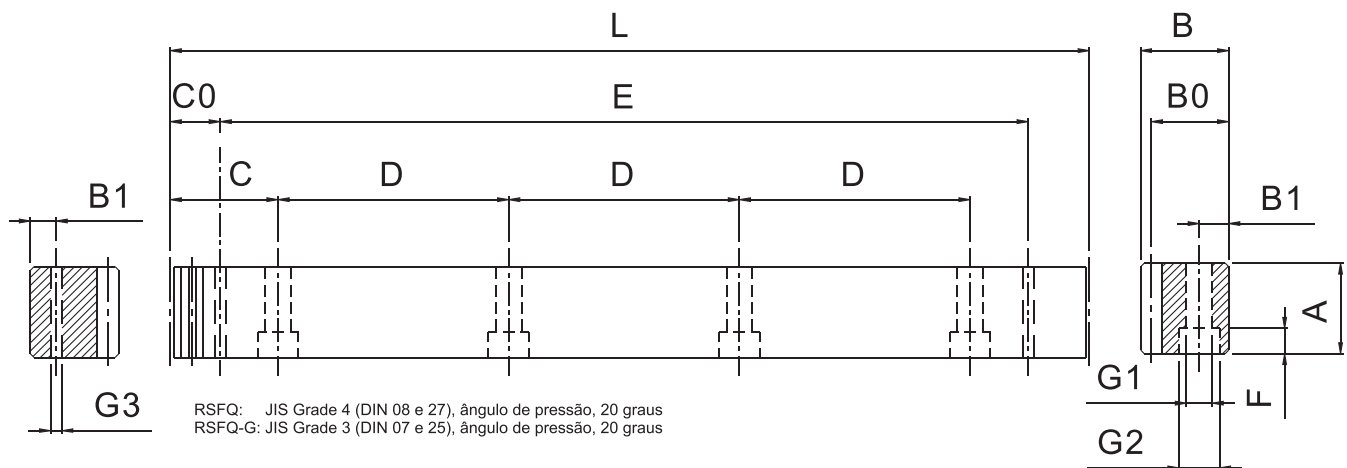 L
B
C0
E
B0
C
D
D
D
B1
B1
A
G1
F
G3
G2
RSFQ: JIS Grade 4 (DIN 08 e 27), ângulo de pressão, 20 graus
RSFQ-G: JIS Grade 3 (DIN 07 e 25), ângulo de pressão, 20 graus